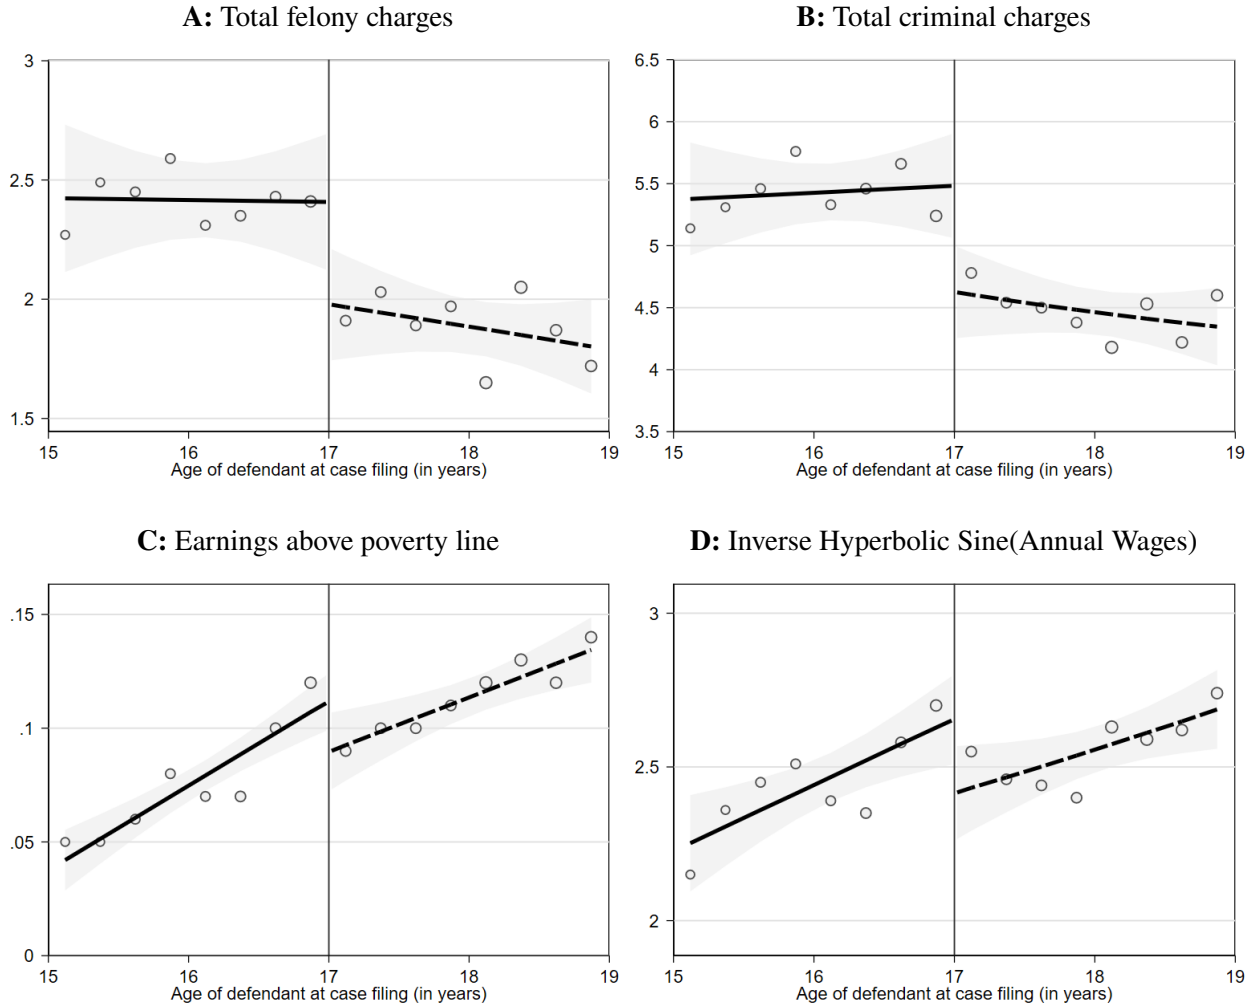 A: Total felony charges
3
2.5
2
1.5
15 16 17 18 19
Age of defendant at case filing (in years)
B: Total criminal charges
6.5
6
5.5
5
4.5
4
3.5
15 16 17 18 19
Age of defendant at case filing (in years)
C: Earnings above poverty line
.15
.1
.05
0
15 16 17 18 19
Age of defendant at case filing (in years)
D: Inverse Hyperbolic Sine(Annual Wages)
3
2.5
2
15 16 17 18 19
Age of defendant at case filing (in years)